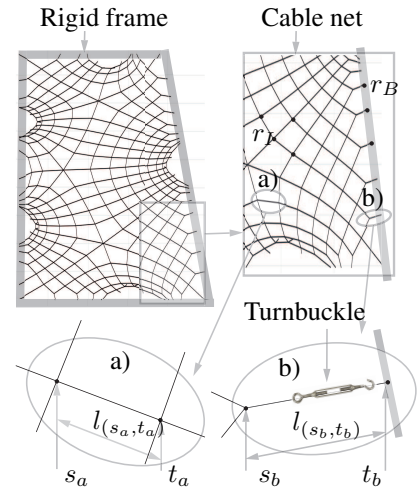 Rigid frame
Cable net
r_B
r_I
a)
b)
Turnbuckle
a)
b)
l_{(s_a,t_a)}
l_{(s_b,t_b)}
s_a
t_a
s_b
t_b